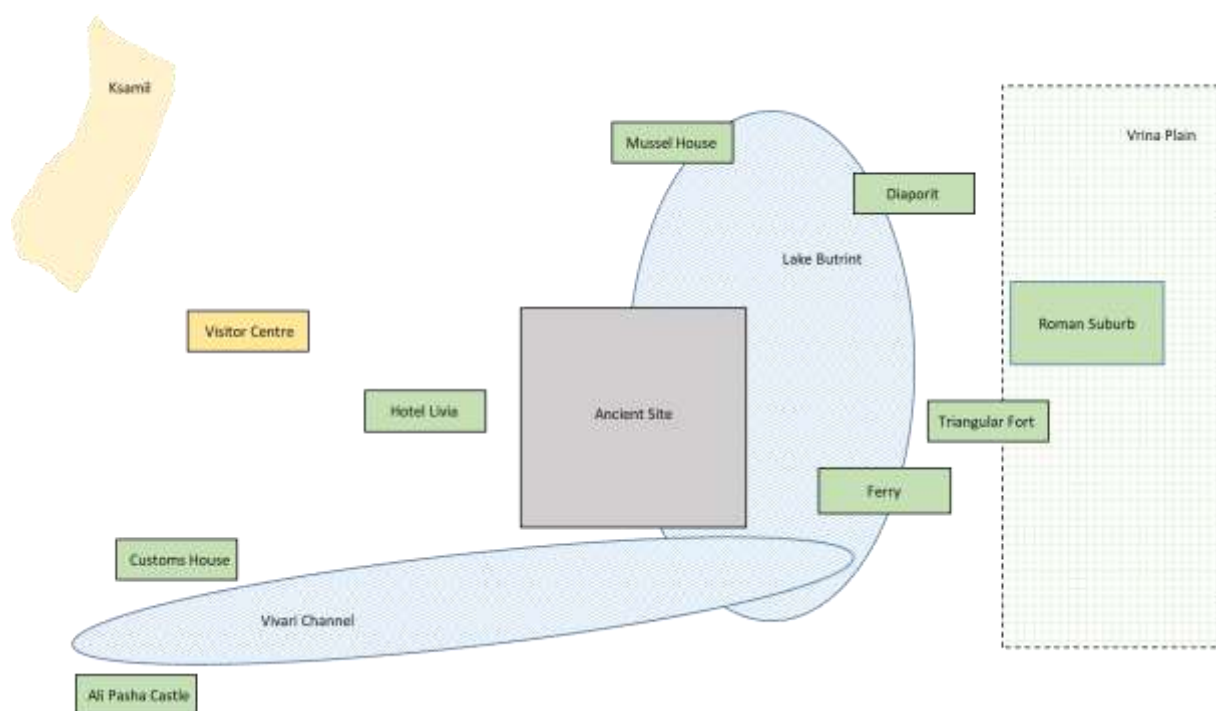 Ksamil
Vrina Plain
Mussel House
Diaporit
Lake Butrint
Visitor Centre
Roman Suburb
Hotel Livia
Ancient Site
Triangular Fort
Ferry
Customs House
Vivari Channel
Ali Pasha Castle